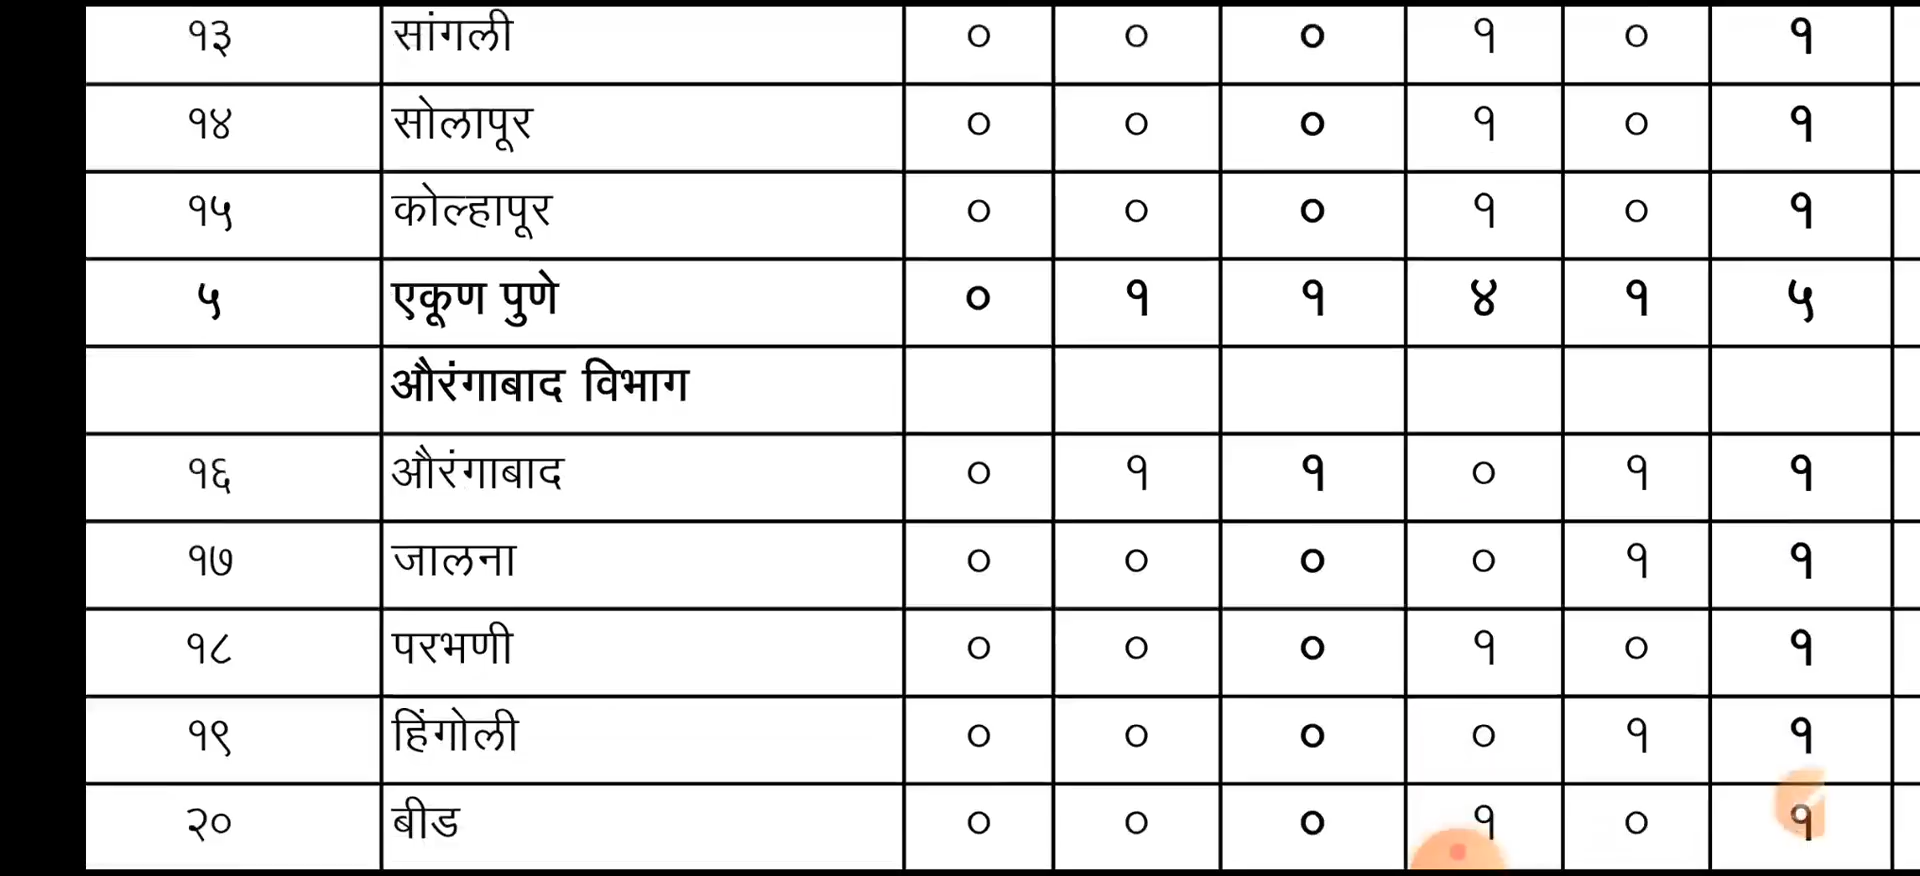 १३ सांगली ० ० ० १ ० १
१४ सोलापूर ० ० ० १ ० १
१५ कोल्हापूर ० ० ० १ ० १
५ एकूण पुणे ० १ १ ४ १ ५
औरंगाबाद विभाग
१६ औरंगाबाद ० १ १ ० १ १
१७ जालना ० ० ० ० १ १
१८ परभणी ० ० ० १ ० १
१९ हिंगोली ० ० ० ० १ १
२० बीड ० ० ० १ ० १